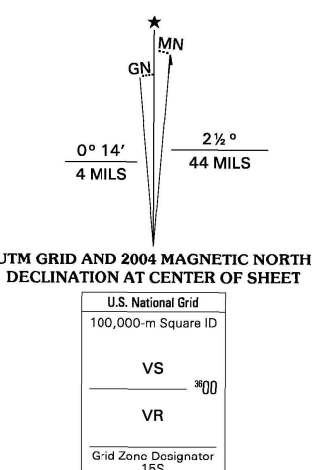 ★
MN
GN
0° 14′
4 MILS
2½°
44 MILS
UTM GRID AND 2004 MAGNETIC NORTH
DECLINATION AT CENTER OF SHEET
U.S. National Grid
100,000-m Square ID
VS
³⁶00
VR
Grid Zone Designator
15S